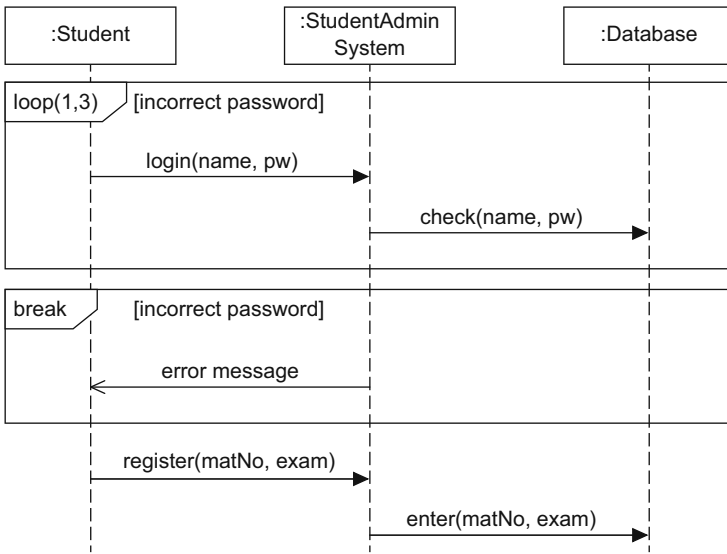 :Student
:StudentAdmin
System
:Database
loop(1,3)
[incorrect password]
login(name, pw)
check(name, pw)
break
[incorrect password]
error message
register(matNo, exam)
enter(matNo, exam)